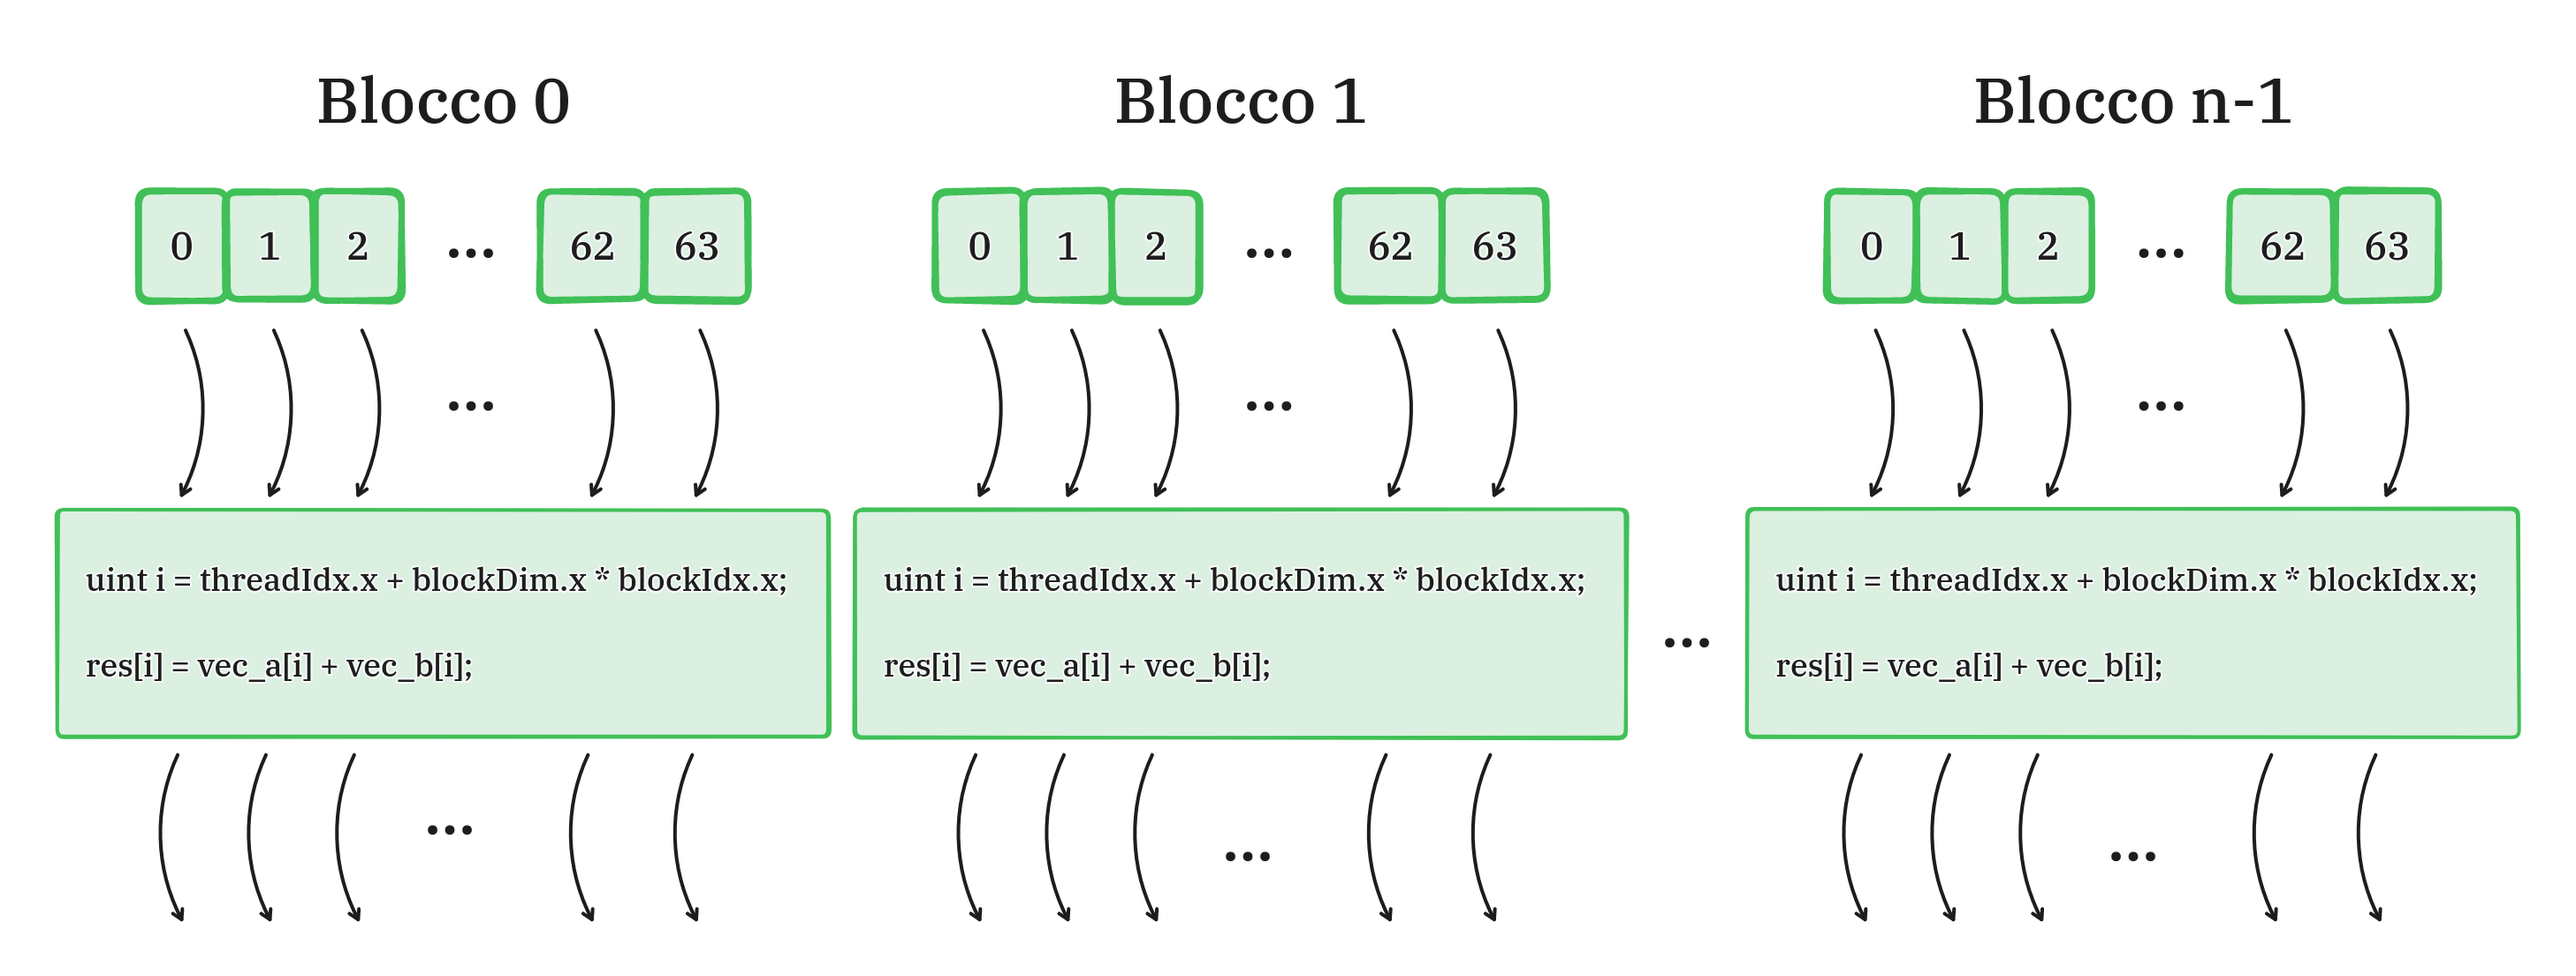 Blocco 0 Blocco 1 Blocco n-1
0 1 2 ... 62 63 0 1 2 ... 62 63 0 1 2 ... 62 63
... ... ...
uint i = threadIdx.x + blockDim.x * blockIdx.x; uint i = threadIdx.x + blockDim.x * blockIdx.x; uint i = threadIdx.x + blockDim.x * blockIdx.x;
...
res[i] = vec_a[i] + vec_b[i]; res[i] = vec_a[i] + vec_b[i]; res[i] = vec_a[i] + vec_b[i];
... ... ...